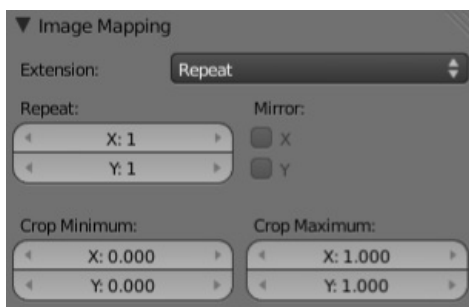 Image Mapping
Extension: Repeat
Repeat: Mirror:
X: 1 X
Y: 1 Y
Crop Minimum: Crop Maximum:
X: 0.000 X: 1.000
Y: 0.000 Y: 1.000